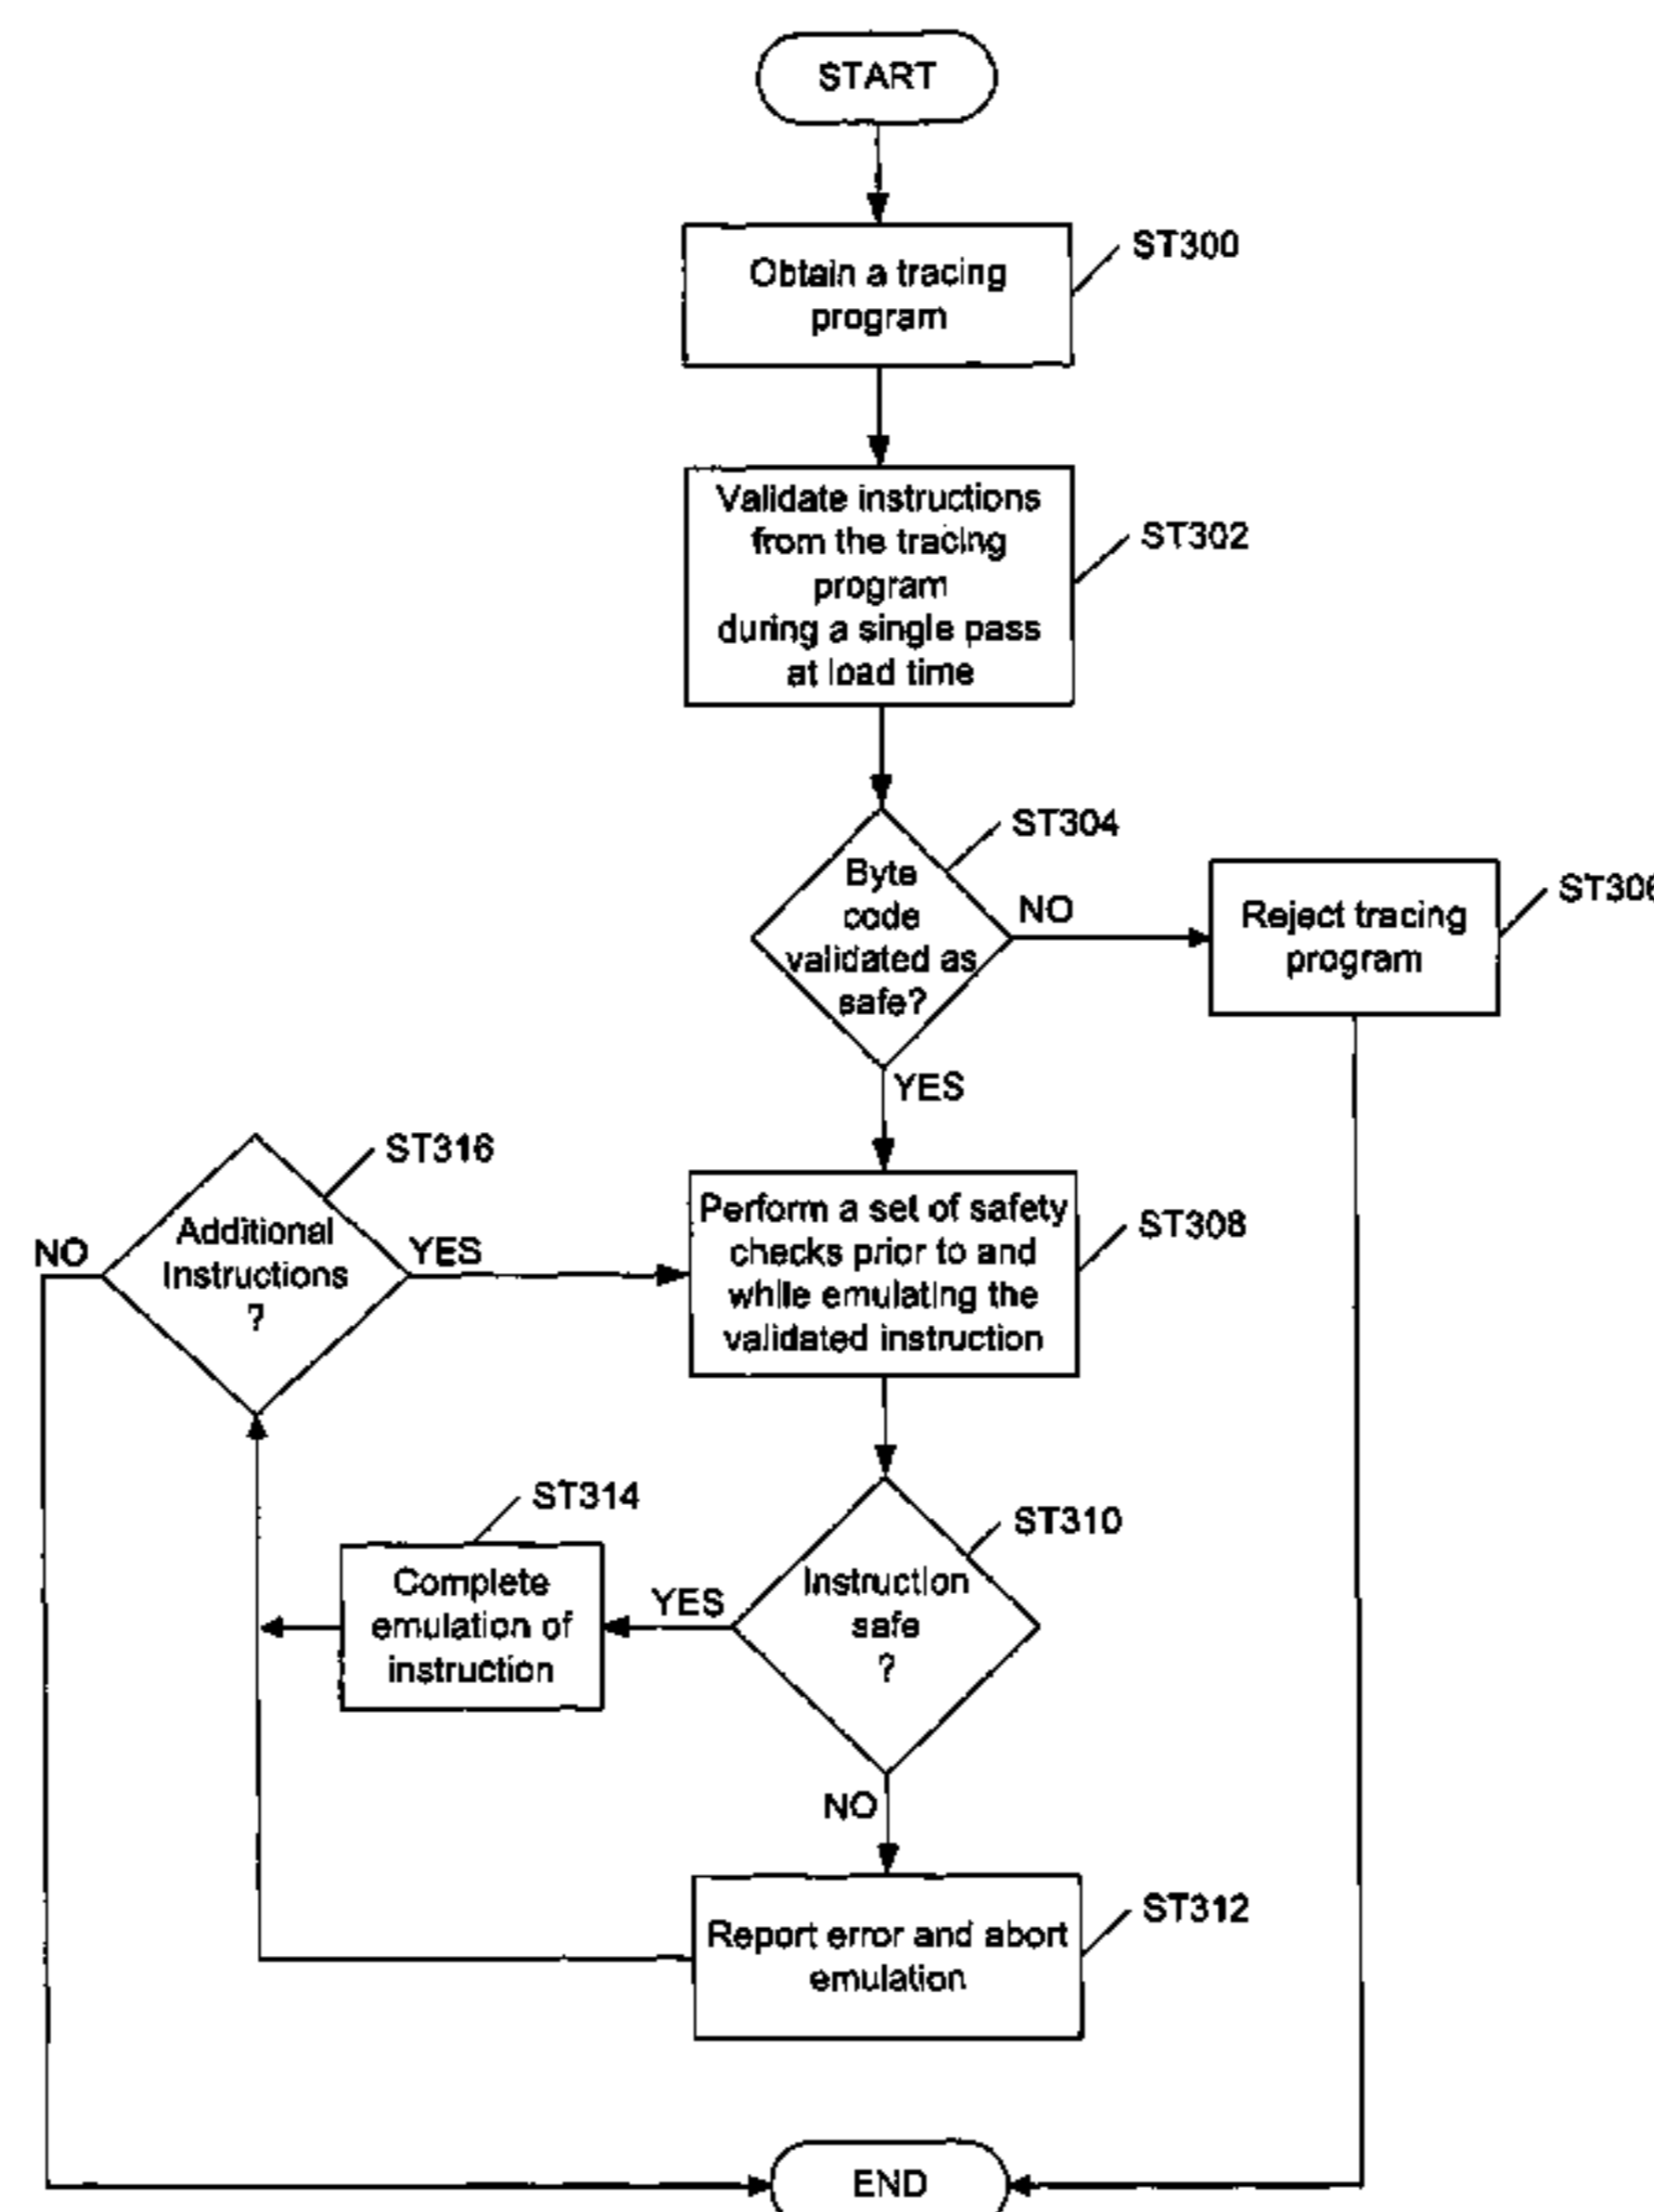 START
Obtain a tracing
program
ST300
Validate instructions
from the tracing
program
during a single pass
at load time
ST302
Byte
code
validated as
safe?
ST304
NO
YES
Reject tracing
program
ST306
Additional
Instructions
?
ST316
NO
YES
Perform a set of safety
checks prior to and
while emulating the
validated instruction
ST308
Complete
emulation of
instruction
ST314
YES
Instruction
safe
?
ST310
NO
Report error and abort
emulation
ST312
END